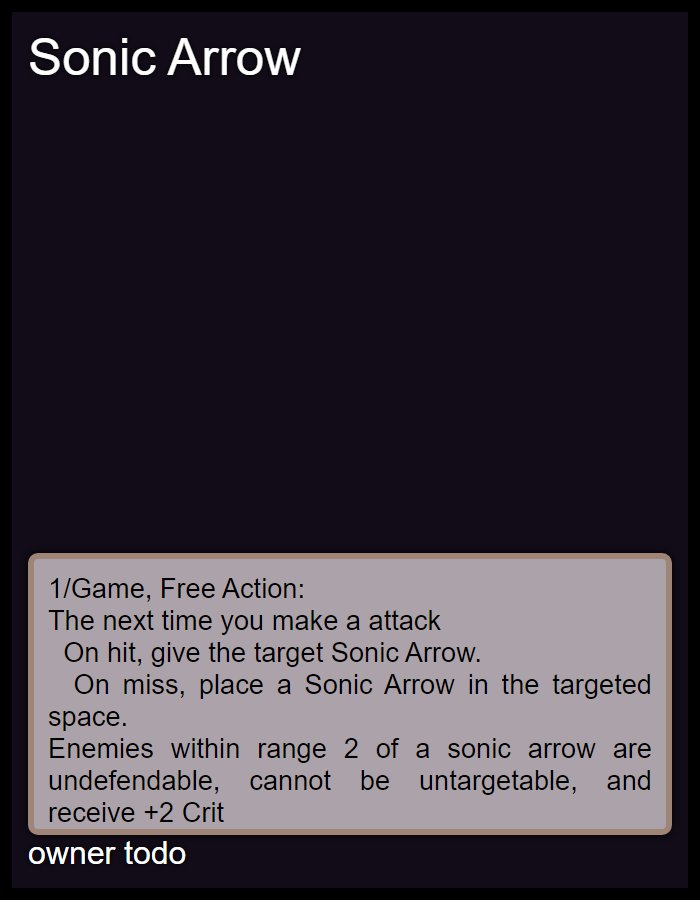 Sonic Arrow
1/Game, Free Action:
The next time you make a attack
On hit, give the target Sonic Arrow.
On miss, place a Sonic Arrow in the targeted
space.
Enemies within range 2 of a sonic arrow are
undefendable, cannot be untargetable, and
receive +2 Crit
owner todo